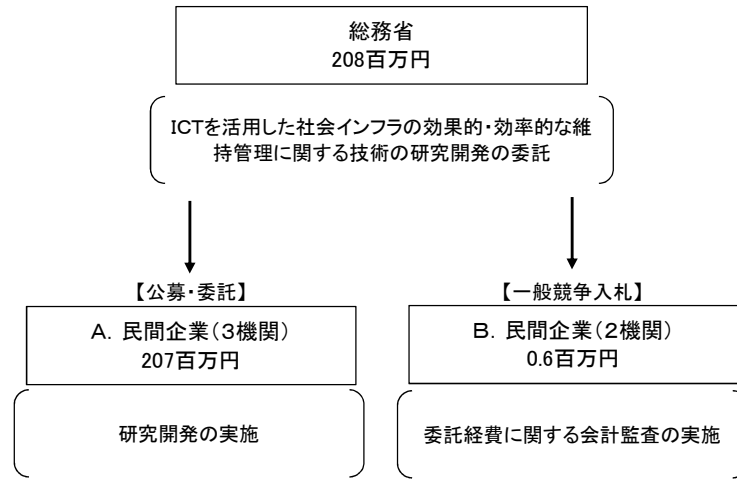 総務省
208百万円
ICTを活用した社会インフラの効果的・効率的な維
持管理に関する技術の研究開発の委託
【公募・委託】
【一般競争入札】
A. 民間企業(3機関)
207百万円
B. 民間企業(2機関)
0.6百万円
研究開発の実施
委託経費に関する会計監査の実施